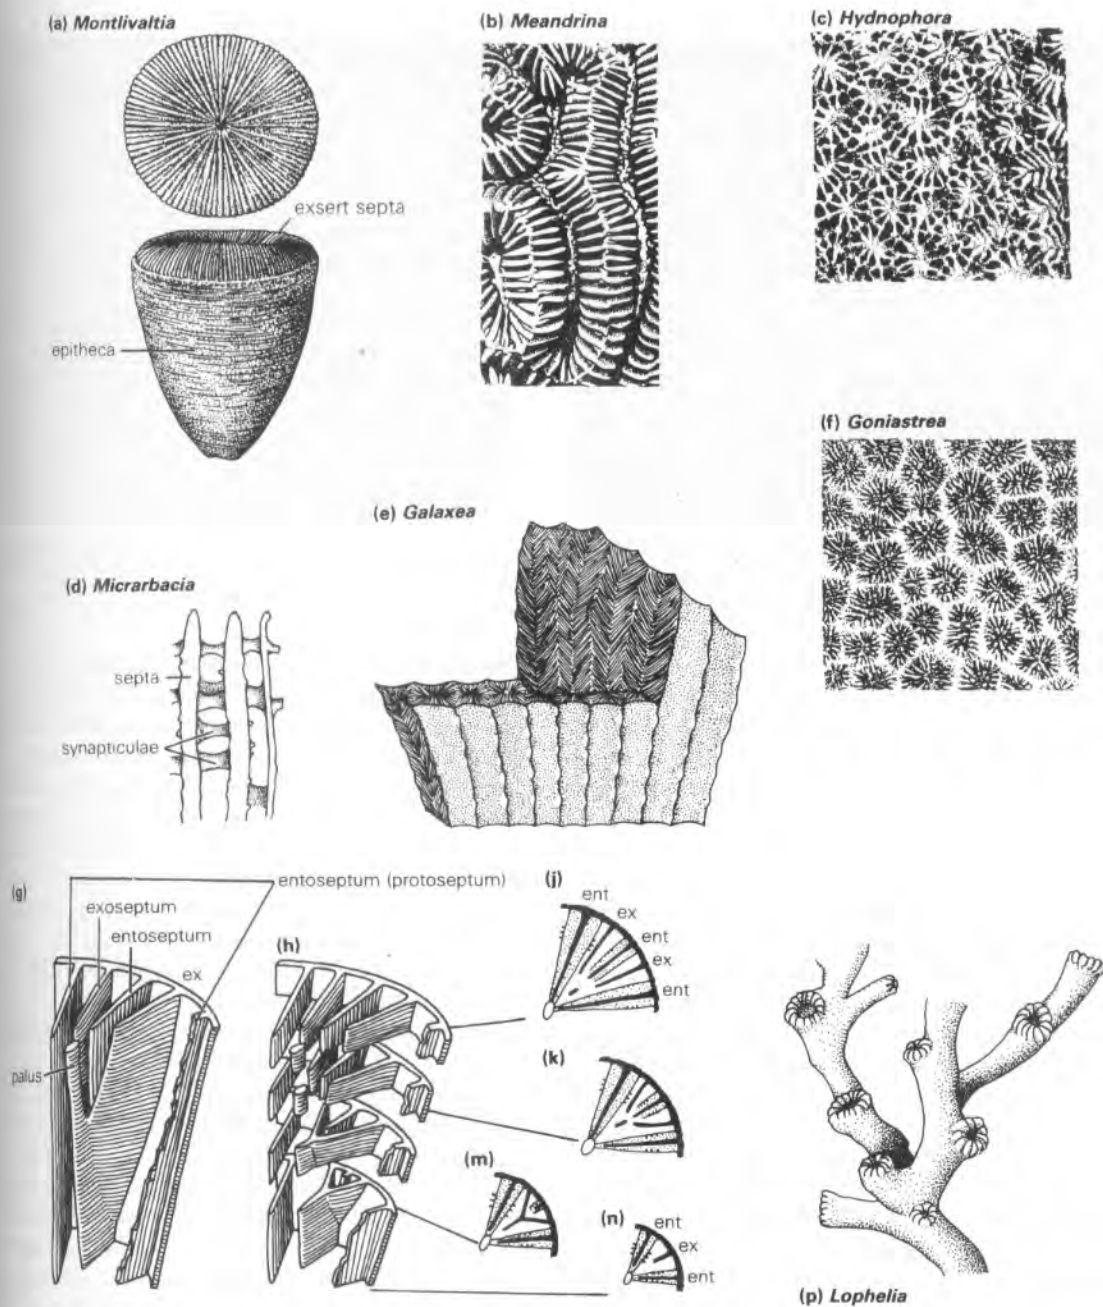 (a) Montlivaltia
(b) Meandrina
(c) Hydnophora
exsert septa
epitheca
(f) Goniastrea
(e) Galaxea
(d) Micrarbacia
septa
synapticulae
(g)
entoseptum (protoseptum)
exoseptum
entoseptum
ex
palus
(h)
(j)
ent
ex
ent
ex
ent
(k)
(m)
(n)
ent
ex
ent
(p) Lophelia